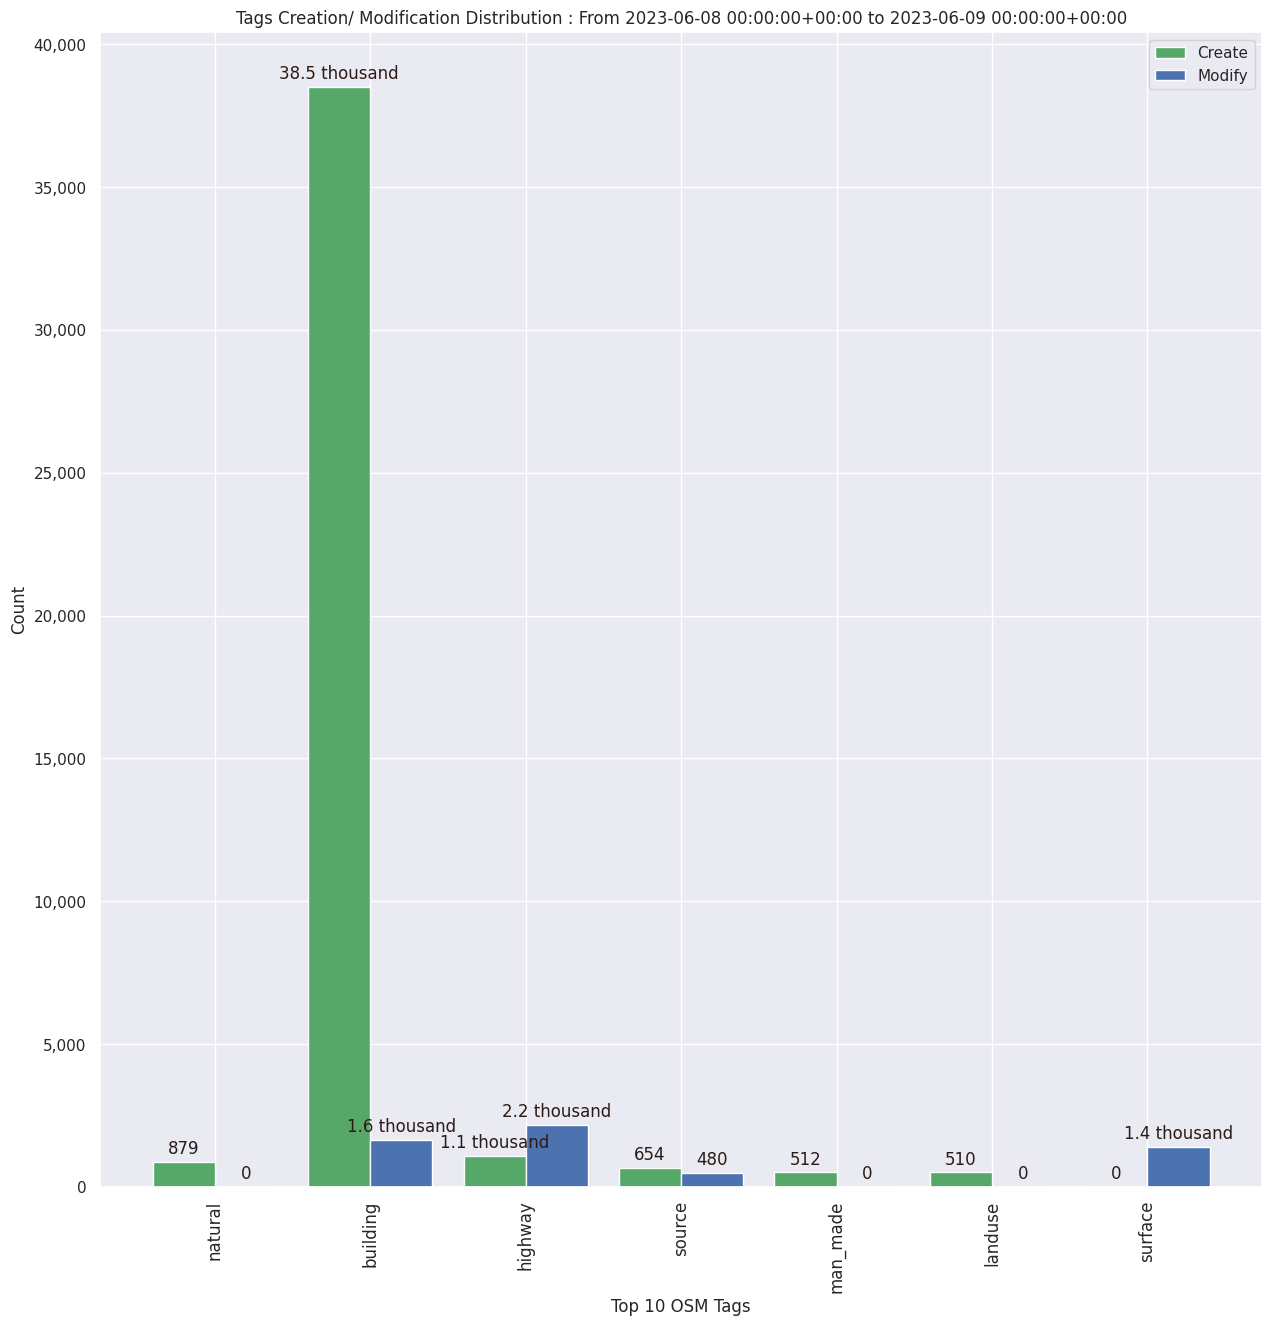 Tags Creation/ Modification Distribution : From 2023-06-08 00:00:00+00:00 to 2023-06-09 00:00:00+00:00
Create
Modify
40,000
35,000
30,000
25,000
20,000
15,000
10,000
5,000
0
Count
879
0
38.5 thousand
1.6 thousand
1.1 thousand
2.2 thousand
654
480
512
0
510
0
0
1.4 thousand
natural
building
highway
source
man_made
landuse
surface
Top 10 OSM Tags